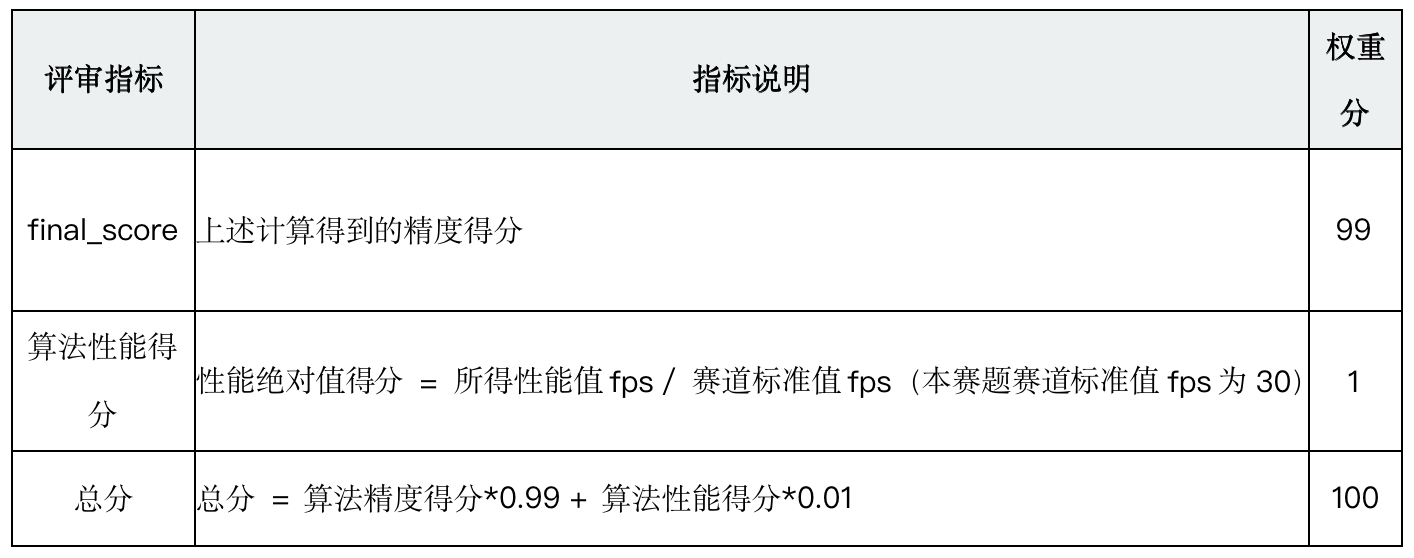 评审指标
指标说明
权重
分
final_score
上述计算得到的精度得分
99
算法性能得
分
性能绝对值得分 = 所得性能值 fps / 赛道标准值 fps（本赛题赛道标准值 fps 为 30）
1
总分
总分 = 算法精度得分*0.99 + 算法性能得分*0.01
100